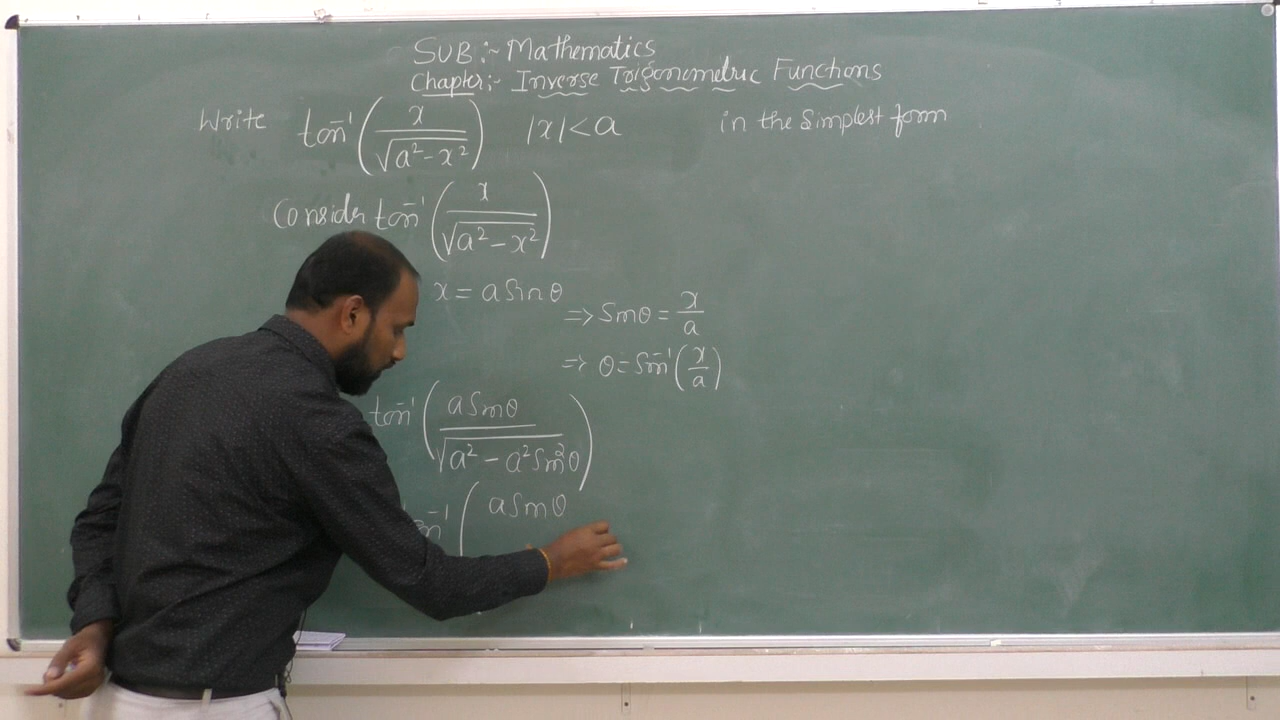 SUB:- Mathematics
Chapter:- Inverse Trigonometric Functions
Write tan⁻¹(x/√(a²-x²)) |x|<a in the simplest form
Consider tan⁻¹(x/√(a²-x²))
x = a sin θ
⇒ sin θ = x/a
⇒ θ = sin⁻¹(x/a)
tan⁻¹(a sin θ/√(a² - a² sin² θ))
( a sin θ